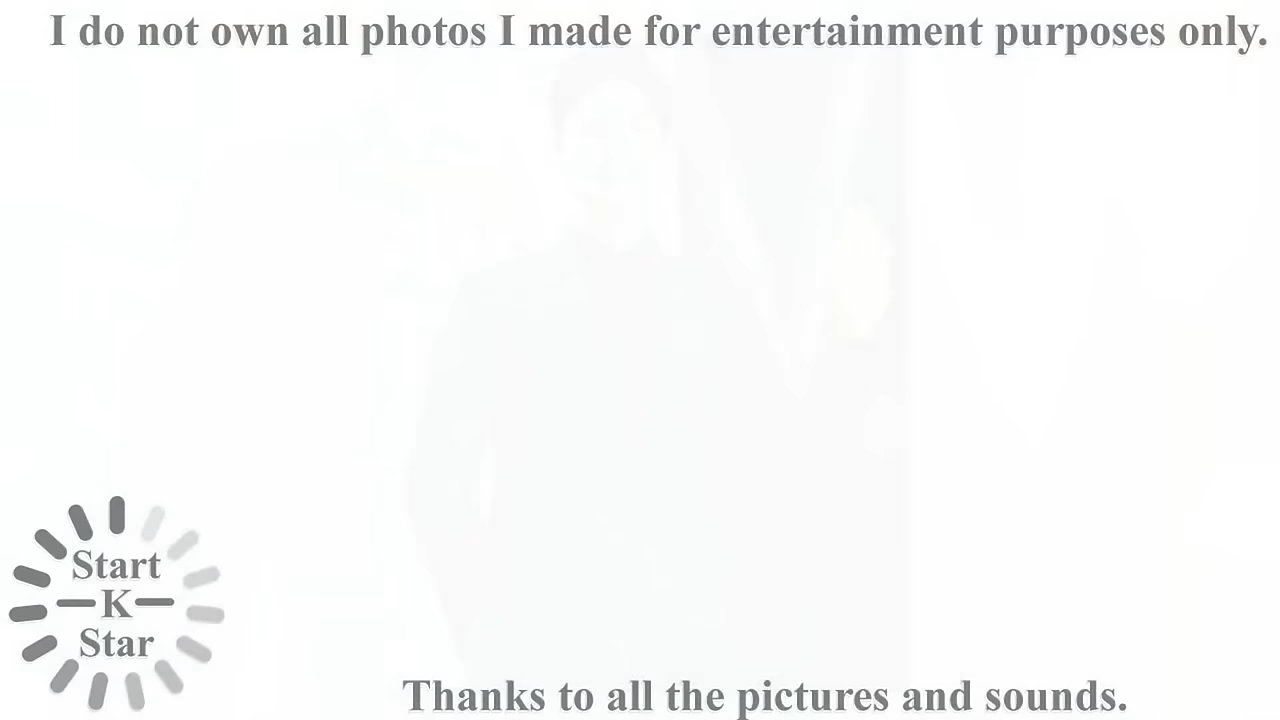 I do not own all photos I made for entertainment purposes only.
Start
K
Star
Thanks to all the pictures and sounds.